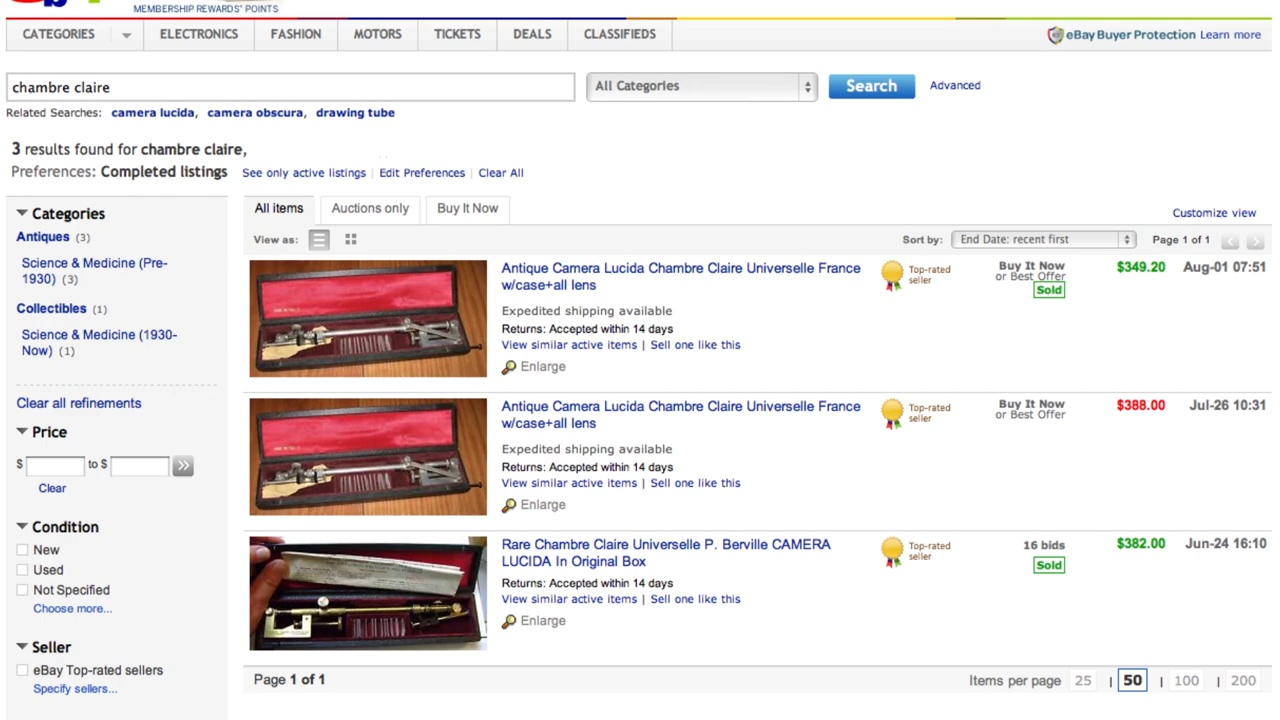 MEMBERSHIP REWARDS® POINTS
CATEGORIES ELECTRONICS FASHION MOTORS TICKETS DEALS CLASSIFIEDS eBay Buyer Protection Learn more
chambre claire All Categories Search Advanced
Related Searches: camera lucida, camera obscura, drawing tube
3 results found for chambre claire,
Preferences: Completed listings See only active listings | Edit Preferences | Clear All
Categories
Antiques (3)
Science & Medicine (Pre-
1930) (3)
Collectibles (1)
Science & Medicine (1930-
Now) (1)
Clear all refinements
Price
$ to $
Clear
Condition
New
Used
Not Specified
Choose more...
Seller
eBay Top-rated sellers
Specify sellers...
All items Auctions only Buy It Now
Customize view
View as: Sort by: End Date: recent first Page 1 of 1
Antique Camera Lucida Chambre Claire Universelle France
w/case+all lens
Expedited shipping available
Returns: Accepted within 14 days
View similar active items | Sell one like this
Enlarge
Top-rated
seller
Buy It Now
or Best Offer
Sold
$349.20
Aug-01 07:51
Antique Camera Lucida Chambre Claire Universelle France
w/case+all lens
Expedited shipping available
Returns: Accepted within 14 days
View similar active items | Sell one like this
Enlarge
Top-rated
seller
Buy It Now
or Best Offer
$388.00
Jul-26 10:31
Rare Chambre Claire Universelle P. Berville CAMERA
LUCIDA In Original Box
Returns: Accepted within 14 days
View similar active items | Sell one like this
Enlarge
Top-rated
seller
16 bids
Sold
$382.00
Jun-24 16:10
Page 1 of 1 Items per page 25 | 50 | 100 | 200